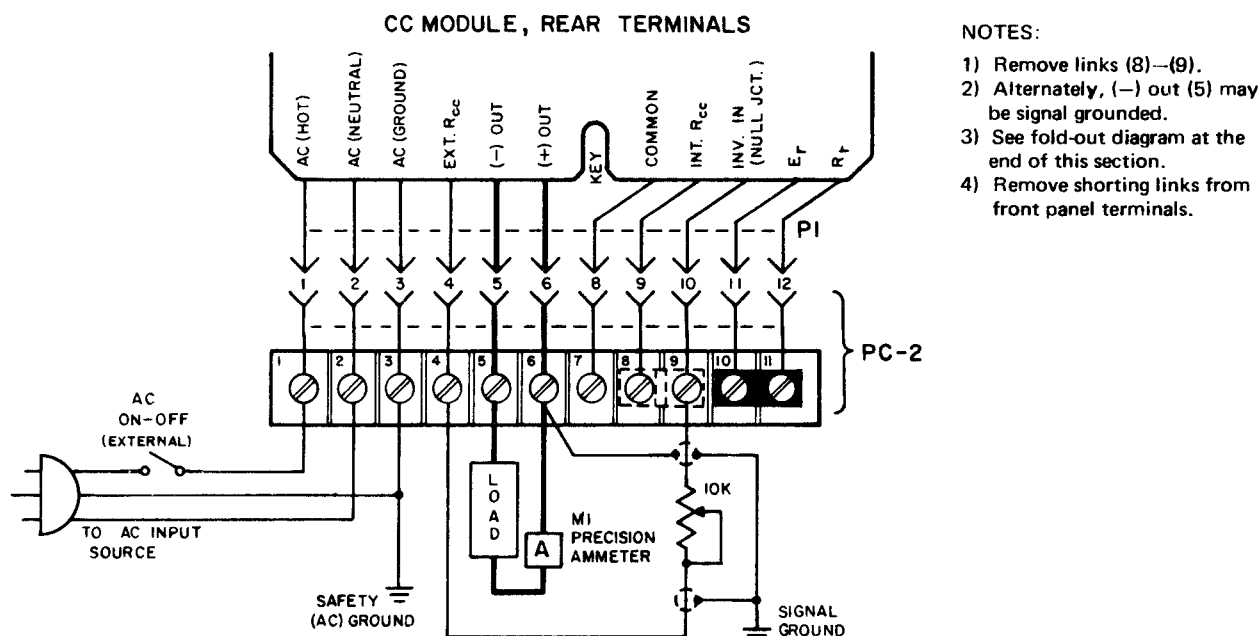 CC MODULE, REAR TERMINALS
AC (HOT)
AC (NEUTRAL)
AC (GROUND)
EXT. Rcc
(-) OUT
(+) OUT
KEY
COMMON
INT. Rcc
INV. IN
(NULL JCT.)
Er
Rr
P1
1 2 3 4 5 6 8 9 10 11 12
PC-2
1 2 3 4 5 6 7 8 9 10 11
AC
ON-OFF
(EXTERNAL)
TO AC INPUT
SOURCE
SAFETY
(AC) GROUND
LOAD
A
M1
PRECISION
AMMETER
10K
SIGNAL
GROUND
NOTES:
1) Remove links (8)—(9).
2) Alternately, (—) out (5) may
be signal grounded.
3) See fold-out diagram at the
end of this section.
4) Remove shorting links from
front panel terminals.